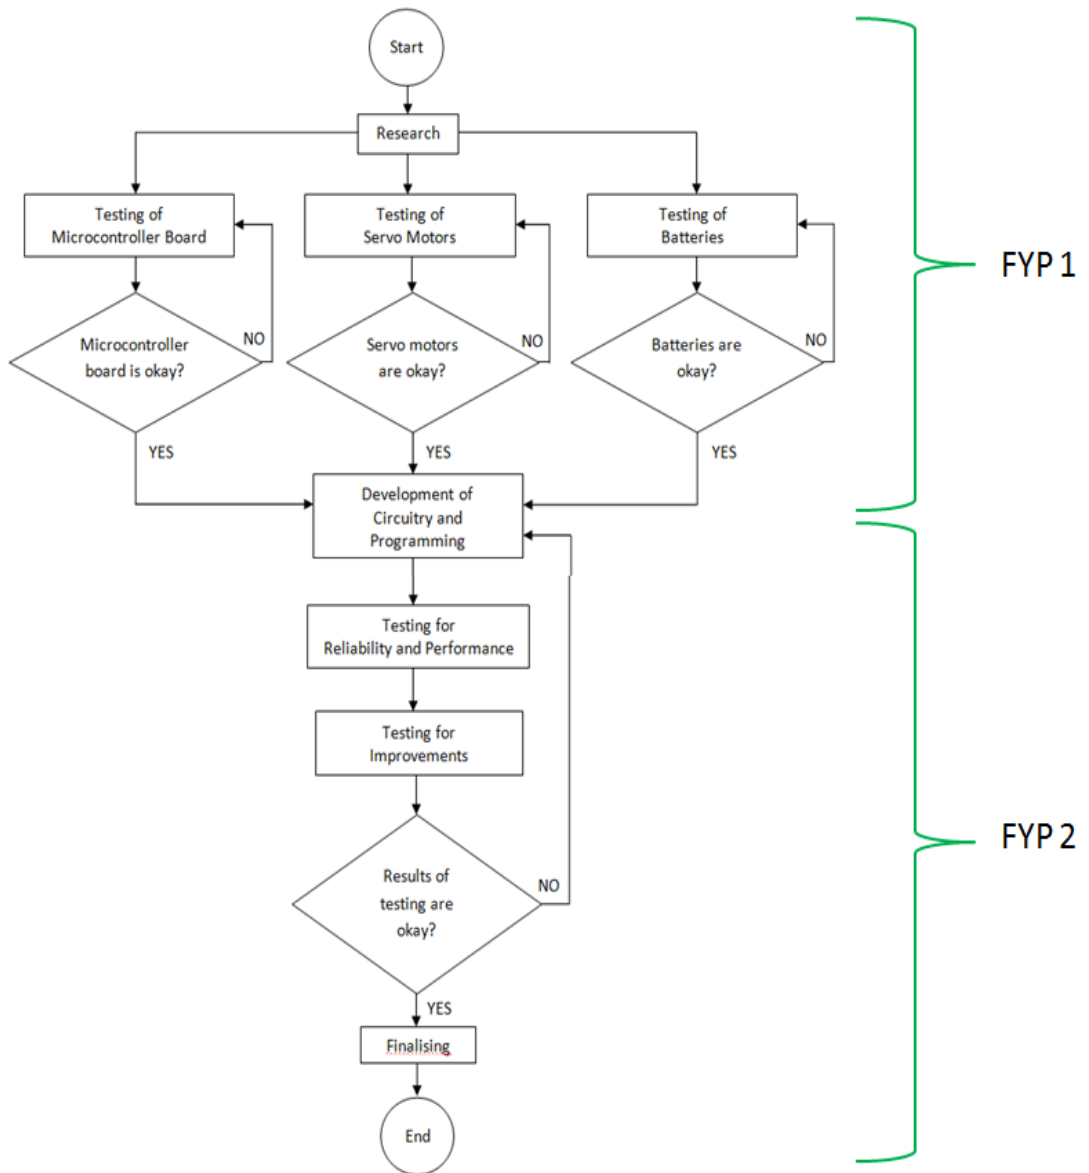 Start
Research
Testing of
Microcontroller Board
Testing of
Servo Motors
Testing of
Batteries
FYP 1
Microcontroller
board is okay?
NO
Servo motors
are okay?
NO
Batteries are
okay?
NO
YES
YES
YES
Development of
Circuitry and
Programming
Testing for
Reliability and Performance
Testing for
Improvements
FYP 2
Results of
testing are
okay?
NO
YES
Finalising
End